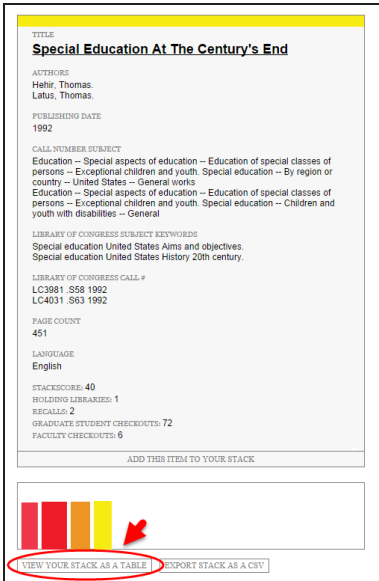 TITLE
Special Education At The Century's End
AUTHORS
Hehir, Thomas.
Latus, Thomas.
PUBLISHING DATE
1992
CALL NUMBER SUBJECT
Education -- Special aspects of education -- Education of special classes of
persons -- Exceptional children and youth. Special education -- By region or
country -- United States -- General works
Education -- Special aspects of education -- Education of special classes of
persons -- Exceptional children and youth. Special education -- Children and
youth with disabilities -- General
LIBRARY OF CONGRESS SUBJECT KEYWORDS
Special education United States Aims and objectives.
Special education United States History 20th century.
LIBRARY OF CONGRESS CALL #
LC3981 .S58 1992
LC4031 .S63 1992
PAGE COUNT
451
LANGUAGE
English
STACKSCORE: 40
HOLDING LIBRARIES: 1
RECALLS: 2
GRADUATE STUDENT CHECKOUTS: 72
FACULTY CHECKOUTS: 6
ADD THIS ITEM TO YOUR STACK
VIEW YOUR STACK AS A TABLE EXPORT STACK AS A CSV